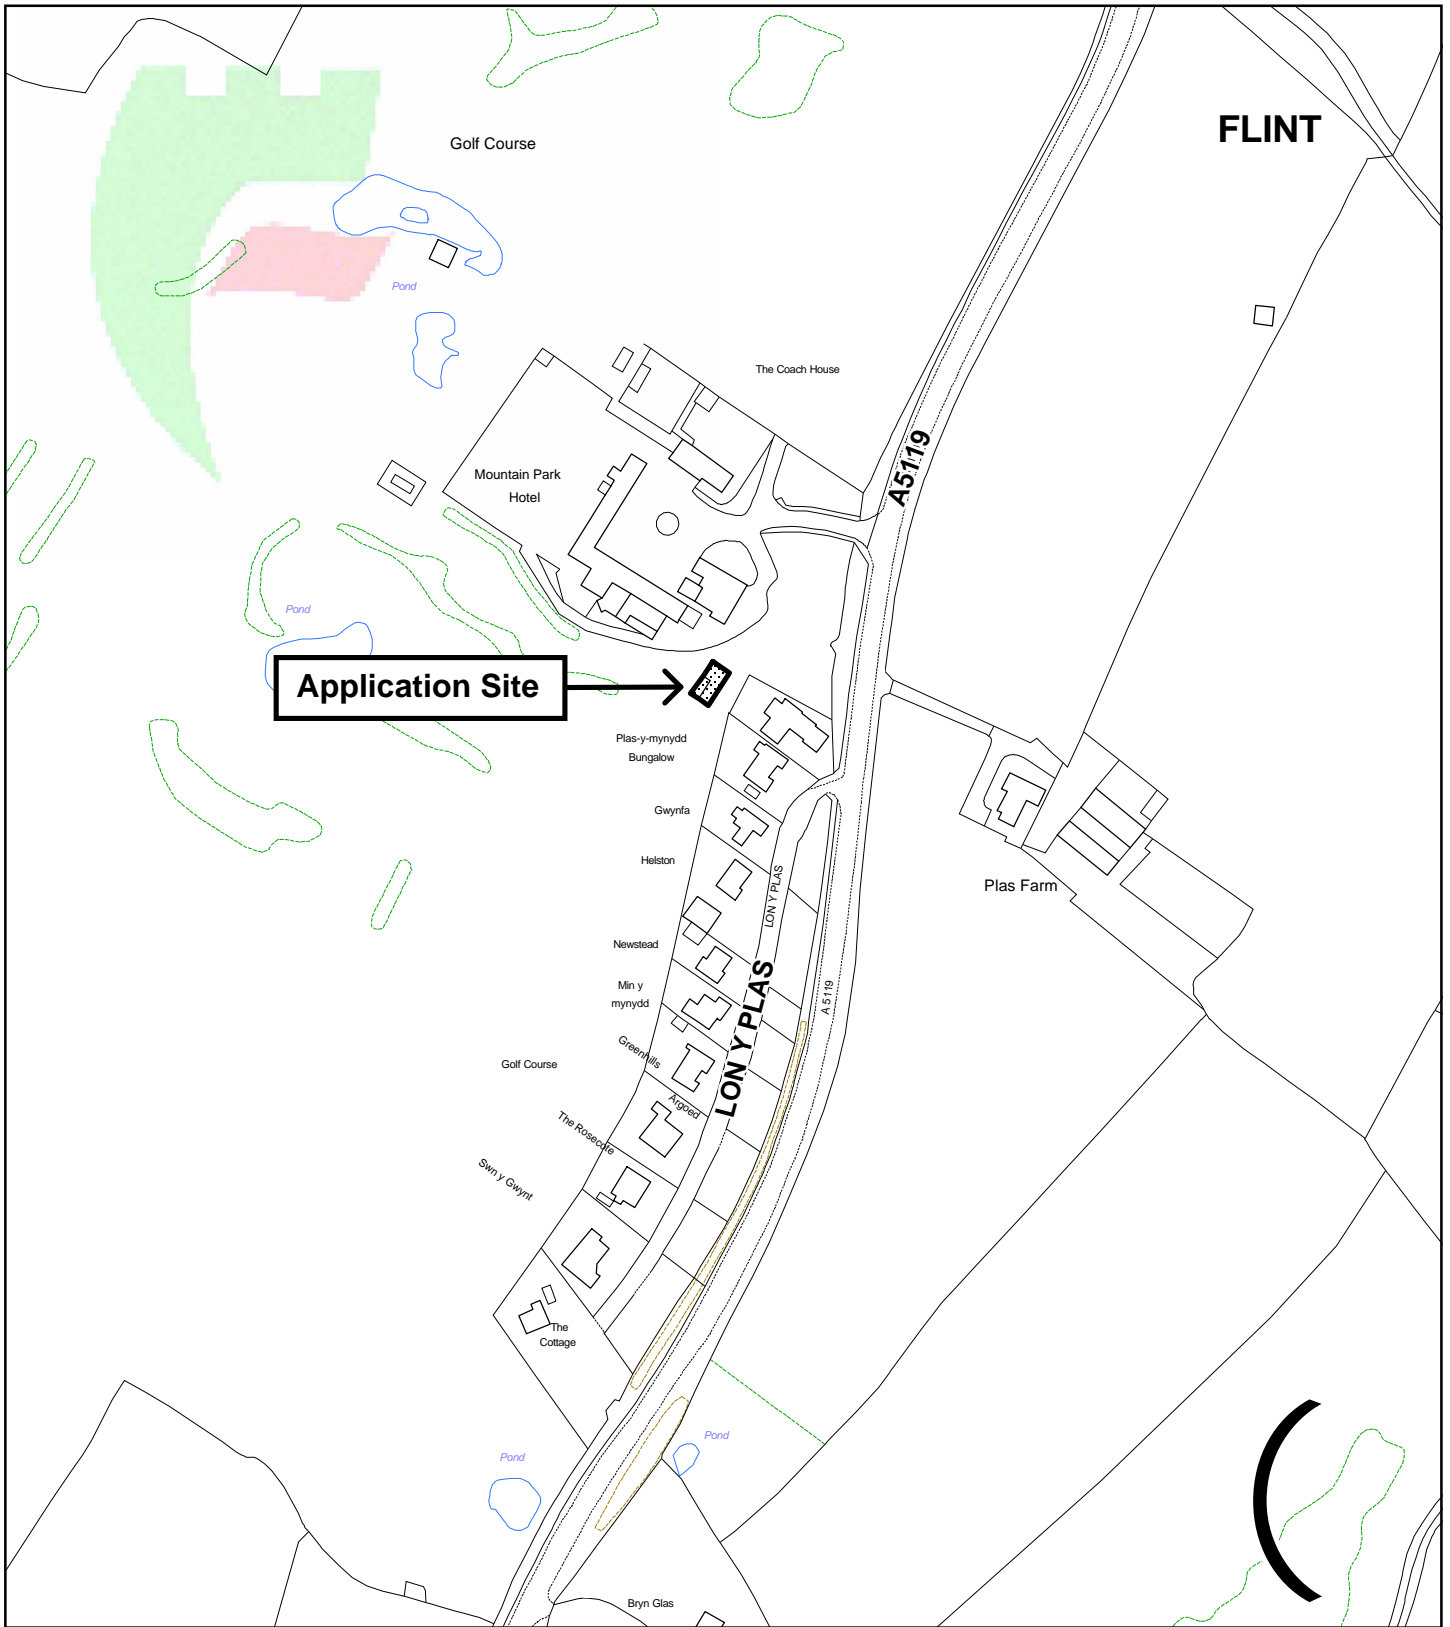 FLINT
Golf Course
Pond
The Coach House
A5119
Mountain Park
Hotel
Pond
Application Site
Plas-y-mynydd
Bungalow
Gwynfa
Helston
LON Y PLAS
Plas Farm
Newstead
Min y
mynydd
A 5119
LON Y PLAS
Greenhills
Golf Course
Argoed
The Rosecote
Swn y Gwynt
The
Cottage
Pond
Pond
Bryn Glas
(